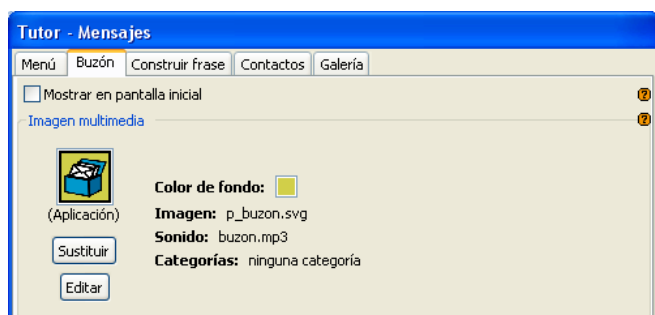 Tutor - Mensajes
Menú Buzón Construir frase Contactos Galería
Mostrar en pantalla inicial ?
Imagen multimedia ?
(Aplicación)
Color de fondo:
Imagen: p_buzon.svg
Sonido: buzon.mp3
Categorías: ninguna categoría
Sustituir
Editar